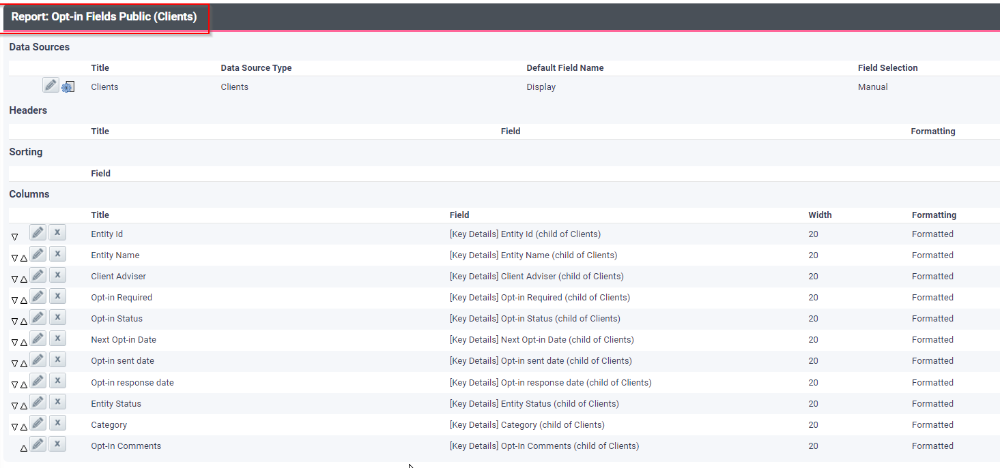 Report: Opt-in Fields Public (Clients)
Data Sources
Title Data Source Type Default Field Name Field Selection
Clients Clients Display Manual
Headers
Title Field Formatting
Sorting
Field
Columns
Title Field Width Formatting
x Entity Id [Key Details] Entity Id (child of Clients) 20 Formatted
x Entity Name [Key Details] Entity Name (child of Clients) 20 Formatted
x Client Adviser [Key Details] Client Adviser (child of Clients) 20 Formatted
x Opt-in Required [Key Details] Opt-in Required (child of Clients) 20 Formatted
x Opt-in Status [Key Details] Opt-in Status (child of Clients) 20 Formatted
x Next Opt-in Date [Key Details] Next Opt-in Date (child of Clients) 20 Formatted
x Opt-in sent date [Key Details] Opt-in sent date (child of Clients) 20 Formatted
x Opt-in response date [Key Details] Opt-in response date (child of Clients) 20 Formatted
x Entity Status [Key Details] Entity Status (child of Clients) 20 Formatted
x Category [Key Details] Category (child of Clients) 20 Formatted
x Opt-In Comments [Key Details] Opt-In Comments (child of Clients) 20 Formatted